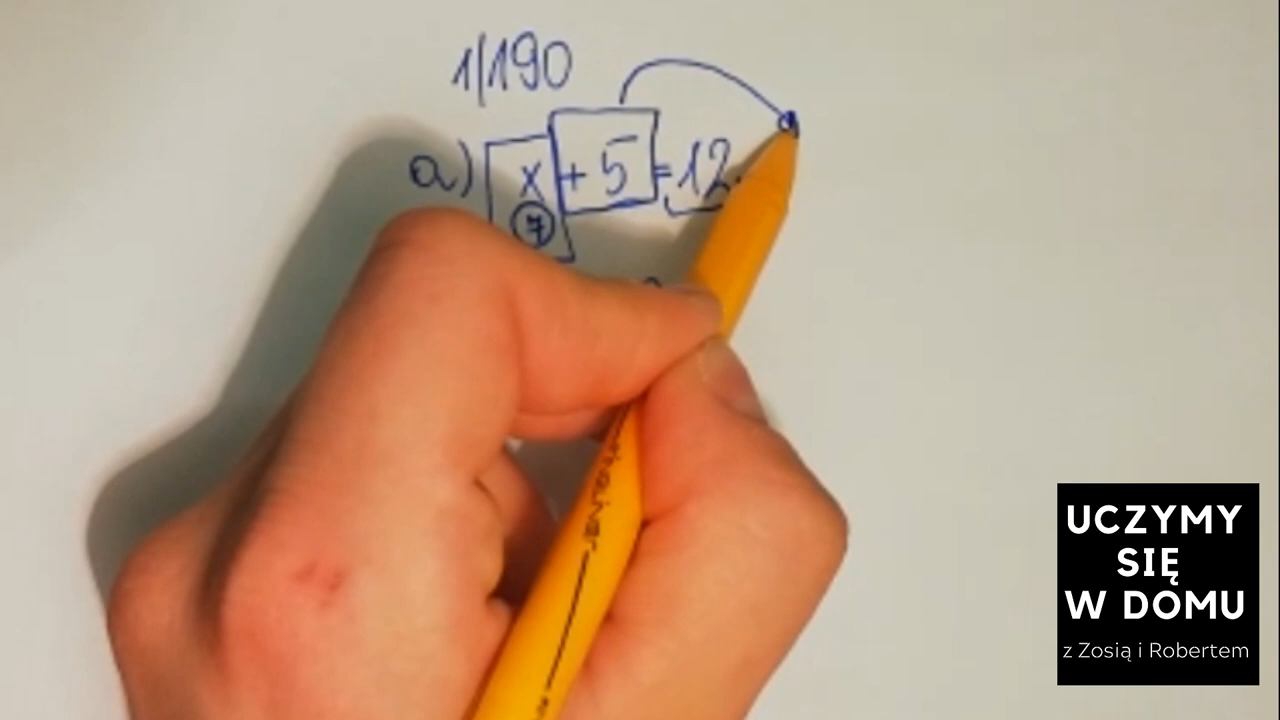 1/190
a) x + 5 = 12
7
UCZYMY
SIĘ
W DOMU
z Zosią i Robertem